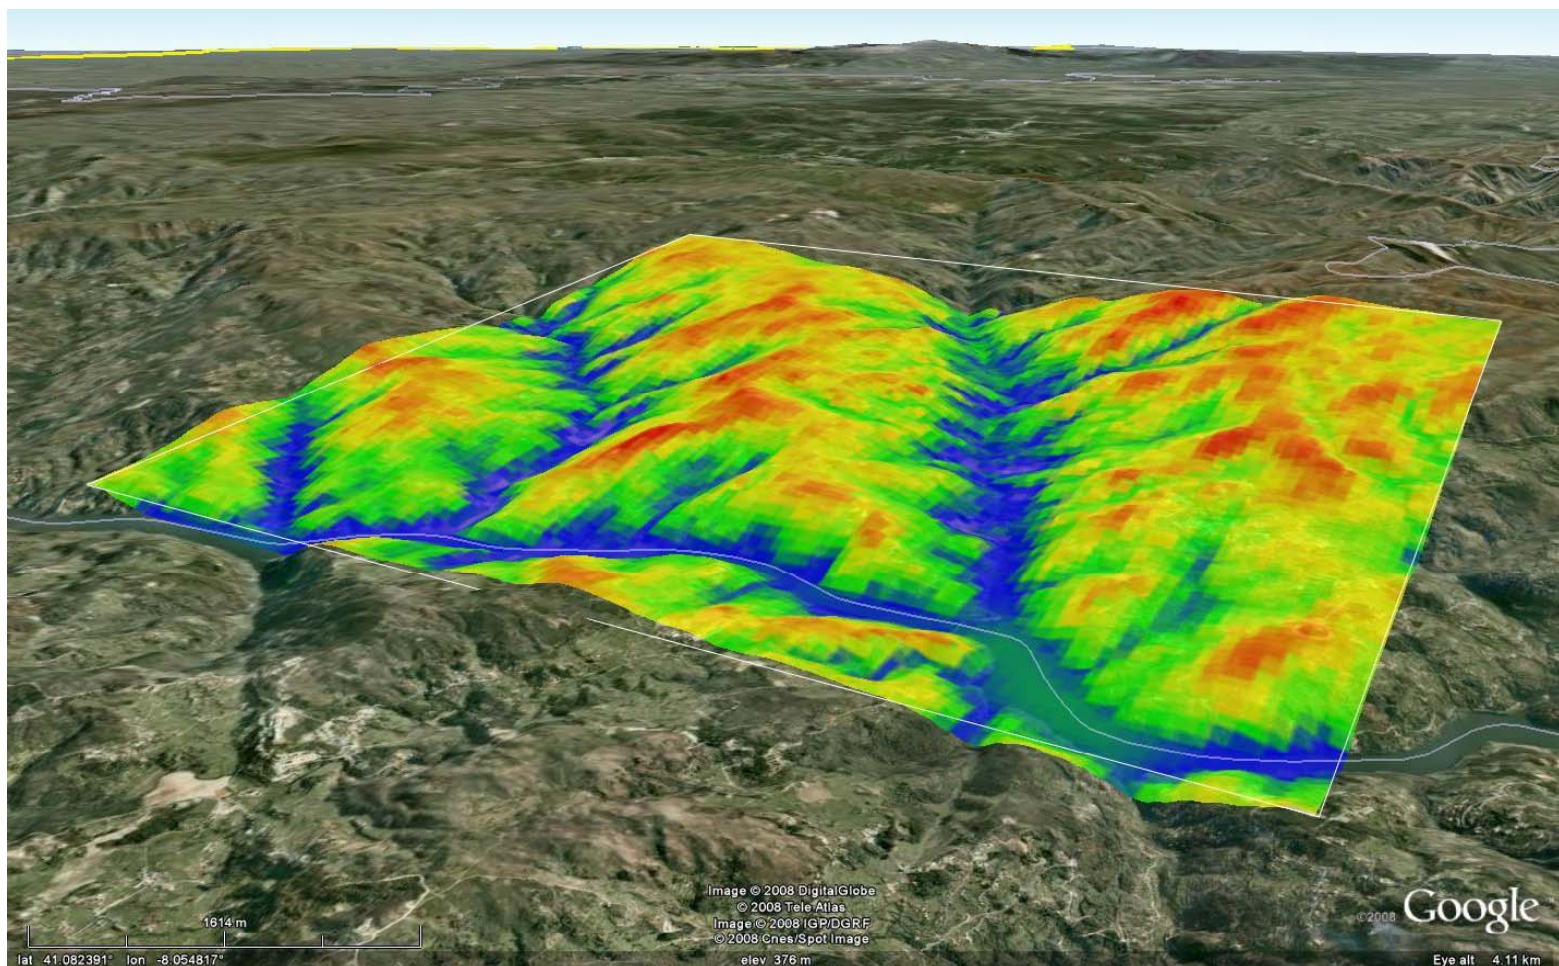 1614 m
Image © 2008 DigitalGlobe
© 2008 Tele Atlas
Image © 2008 IGP/DGRF
© 2008 Cnes/Spot Image
©2008 Google
lat 41.082391° lon -8.054817° elev 376 m Eye alt 4.11 km